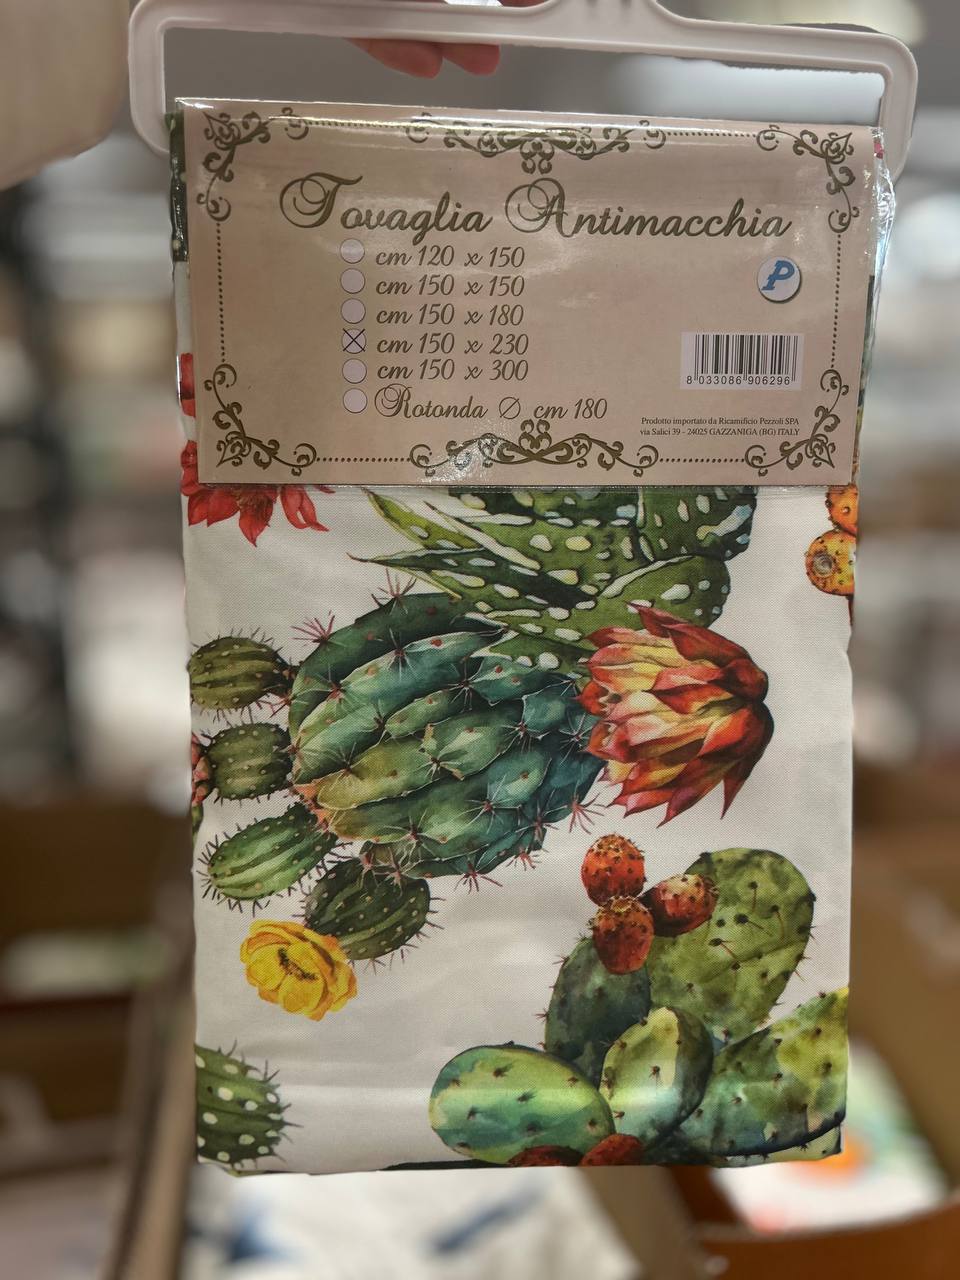 Tovaglia Antimacchia
cm 120 x 150
cm 150 x 150
cm 150 x 180
cm 150 x 230
cm 150 x 300
Rotonda Ø cm 180
P
8 033086 906296
Prodotto importato da Ricamificio Pezzoli SPA
via Salici 39 - 24025 GAZZANIGA (BG) ITALY